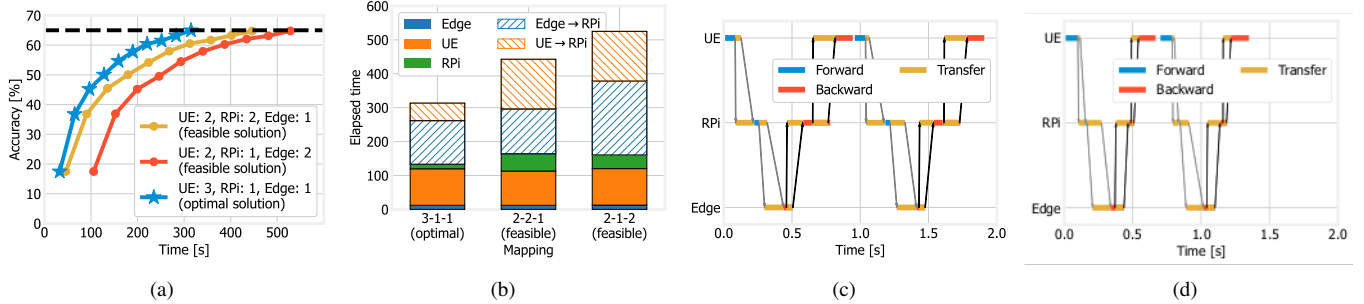 70
60
50
40
30
20
10
0
Accuracy [%]
UE: 2, RPi: 2, Edge: 1
(feasible solution)
UE: 2, RPi: 1, Edge: 2
(feasible solution)
UE: 3, RPi: 1, Edge: 1
(optimal solution)
0 100 200 300 400 500 600
Time [s]
(a)
600
500
400
300
200
100
0
Elapsed time
Edge
UE
RPi
Edge→RPi
UE→RPi
3-1-1 2-2-1 2-1-2
(optimal) (feasible) (feasible)
Mapping
(b)
UE
RPi
Edge
Forward
Backward
Transfer
0.0 0.5 1.0 1.5 2.0
Time [s]
(c)
UE
RPi
Edge
Forward
Backward
Transfer
0.0 0.5 1.0 1.5 2.0
Time [s]
(d)